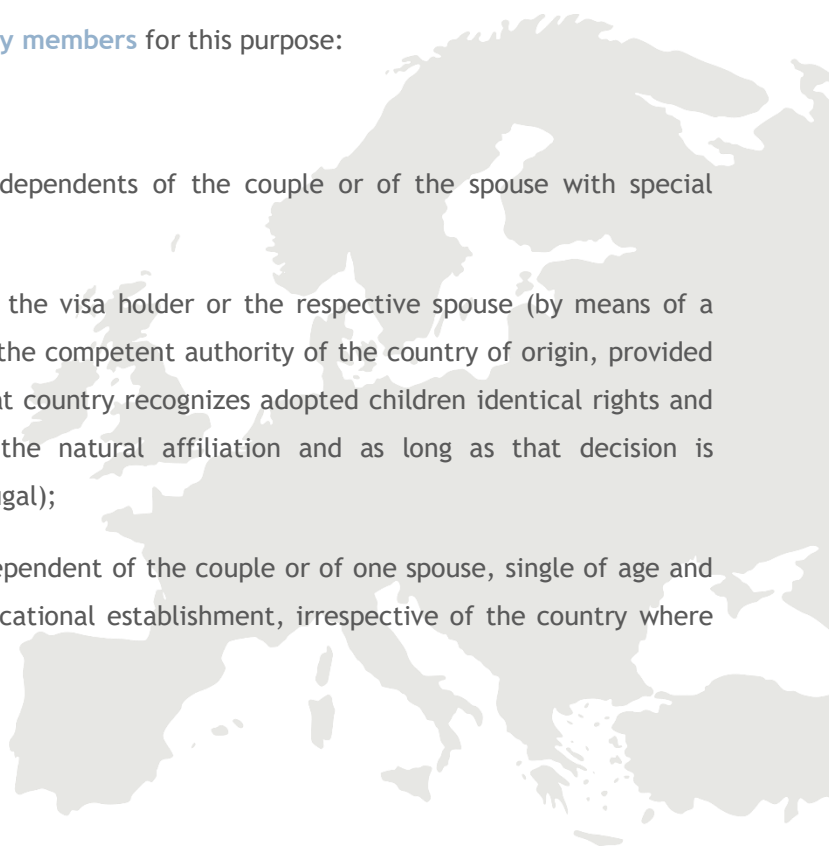 y members for this purpose:
dependents of the couple or of the spouse with special
the visa holder or the respective spouse (by means of a
the competent authority of the country of origin, provided
at country recognizes adopted children identical rights and
the natural affiliation and as long as that decision is
ugal);
ependent of the couple or of one spouse, single of age and
cational establishment, irrespective of the country where